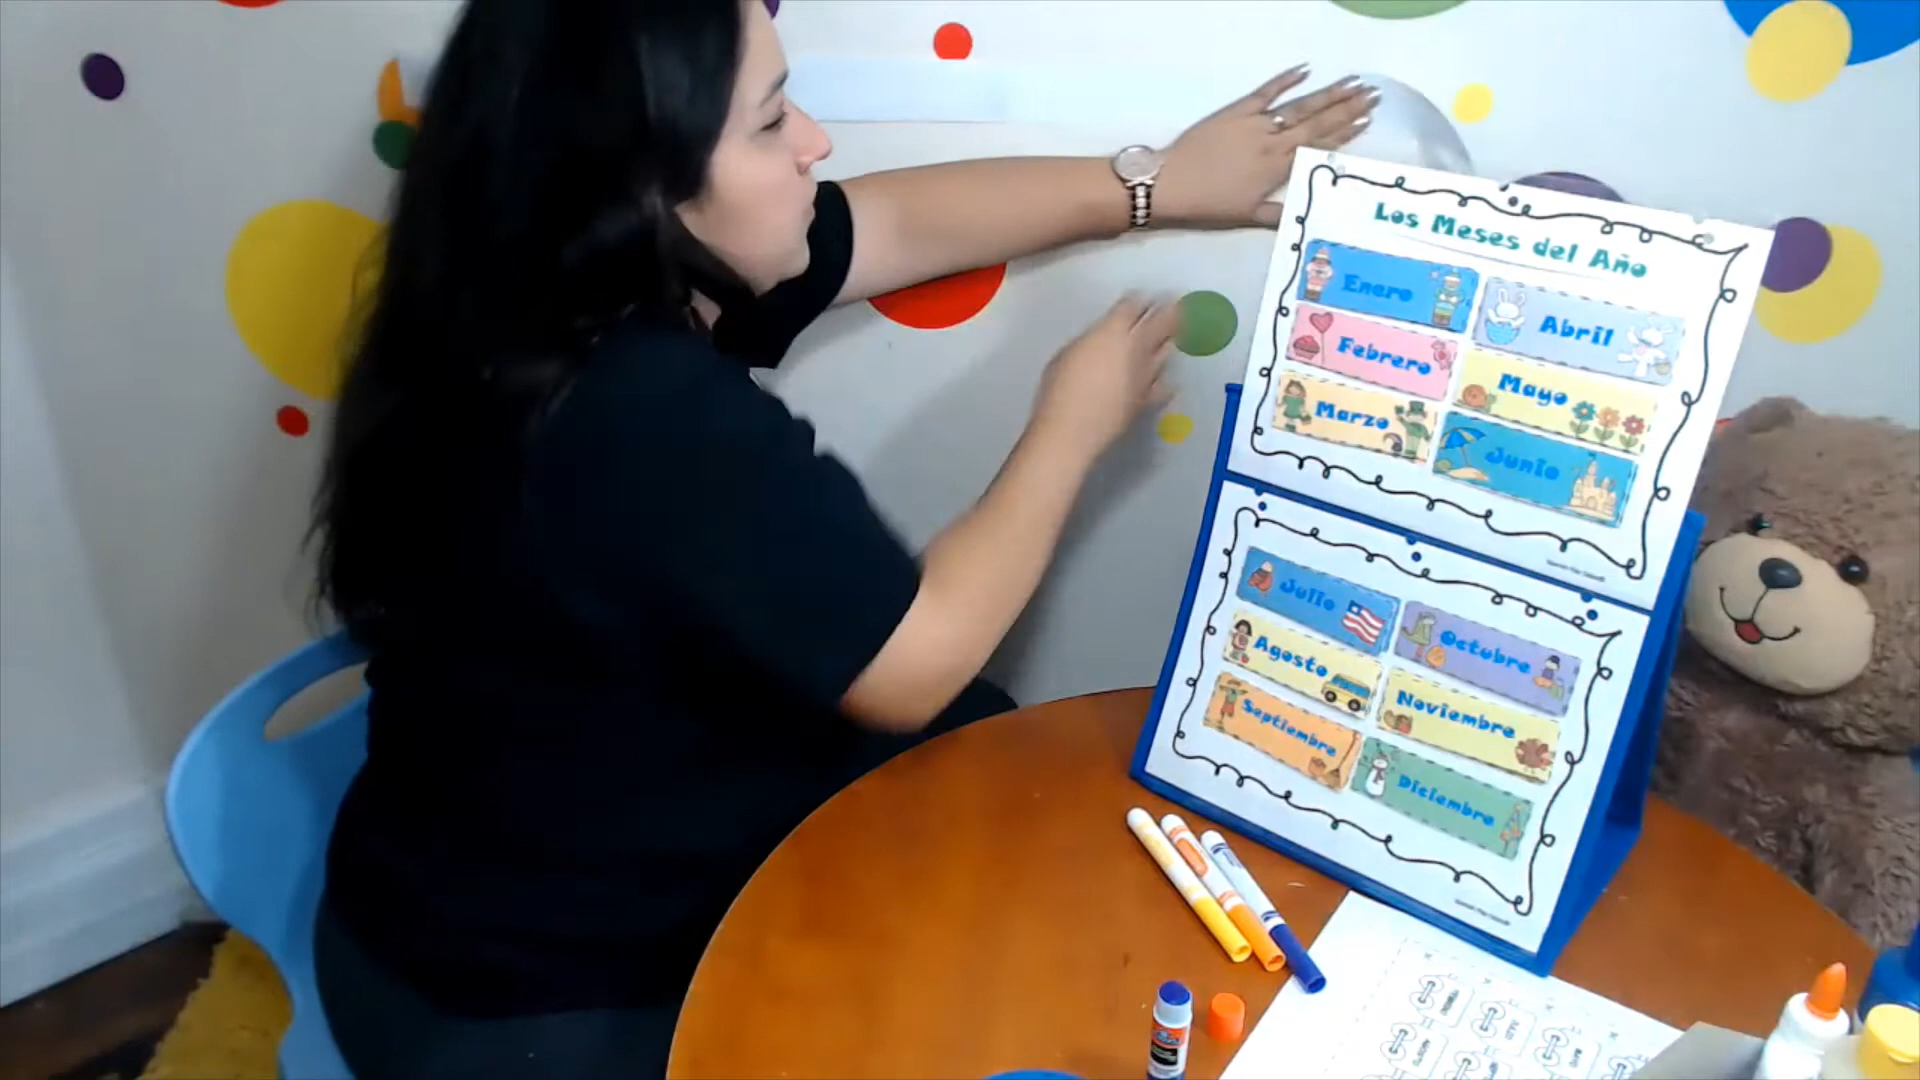 Los Meses del Año
Enero
Febrero
Marzo
Abril
Mayo
Junio
Julio
Agosto
Septiembre
Octubre
Noviembre
Diciembre